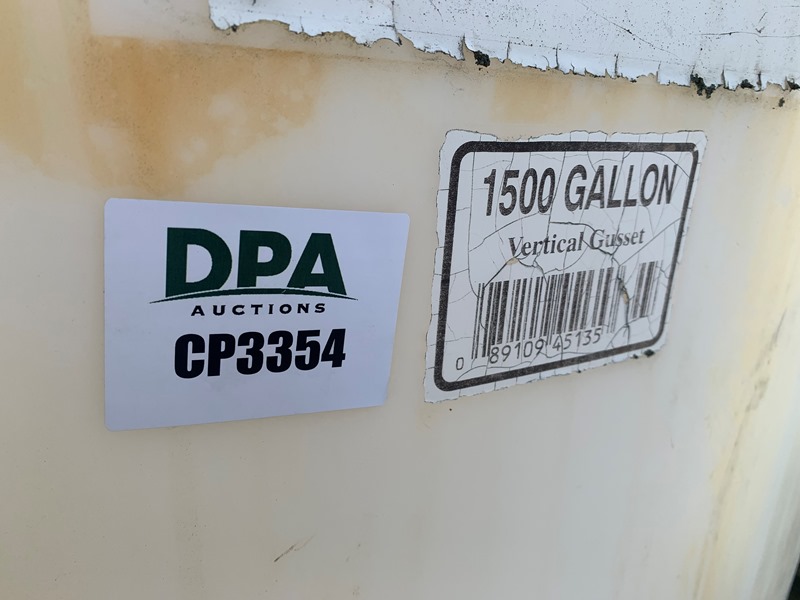 DPA
AUCTIONS
CP3354
1500 GALLON
Vertical Gusset
0 89109 45135